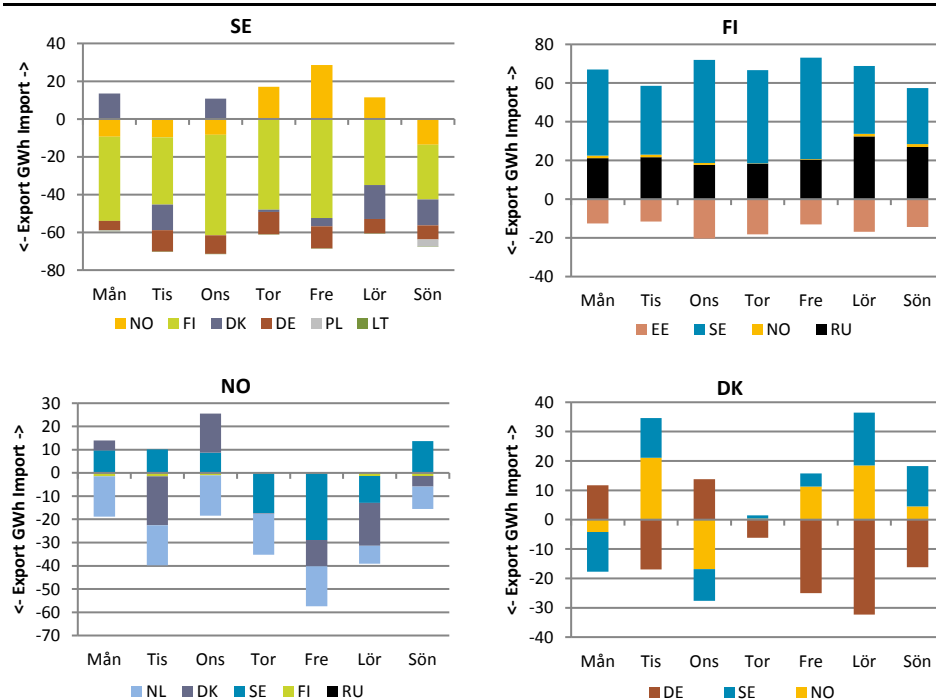 SE
<- Export GWh Import ->
40
20
0
-20
-40
-60
-80
Mån Tis Ons Tor Fre Lör Sön
NO FI DK DE PL LT
FI
<- Export GWh Import ->
80
60
40
20
0
-20
-40
Mån Tis Ons Tor Fre Lör Sön
EE SE NO RU
NO
<- Export GWh Import ->
30
20
10
0
-10
-20
-30
-40
-50
-60
-70
Mån Tis Ons Tor Fre Lör Sön
NL DK SE FI RU
DK
<- Export GWh Import ->
40
30
20
10
0
-10
-20
-30
-40
Mån Tis Ons Tor Fre Lör Sön
DE SE NO